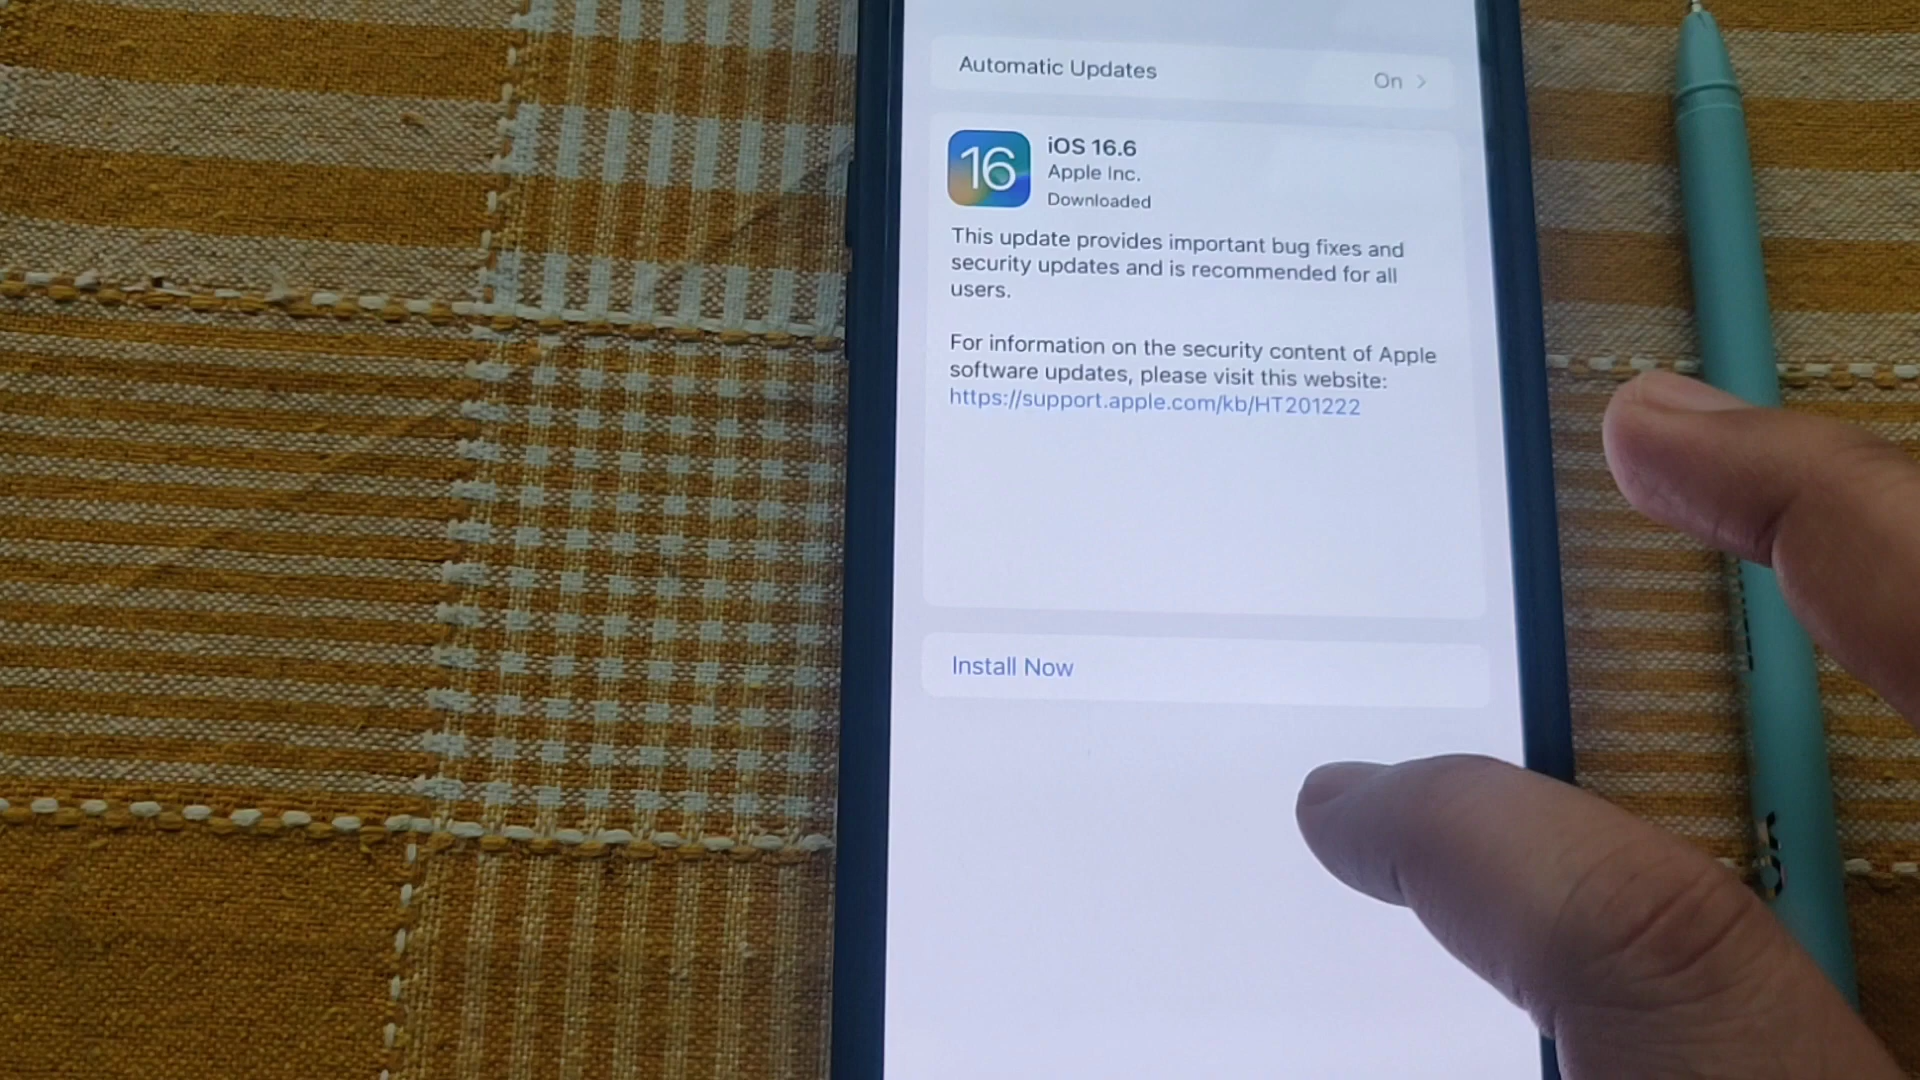 Automatic Updates
On
16
iOS 16.6
Apple Inc.
Downloaded
This update provides important bug fixes and
security updates and is recommended for all
users.
For information on the security content of Apple
software updates, please visit this website:
https://support.apple.com/kb/HT201222
Install Now